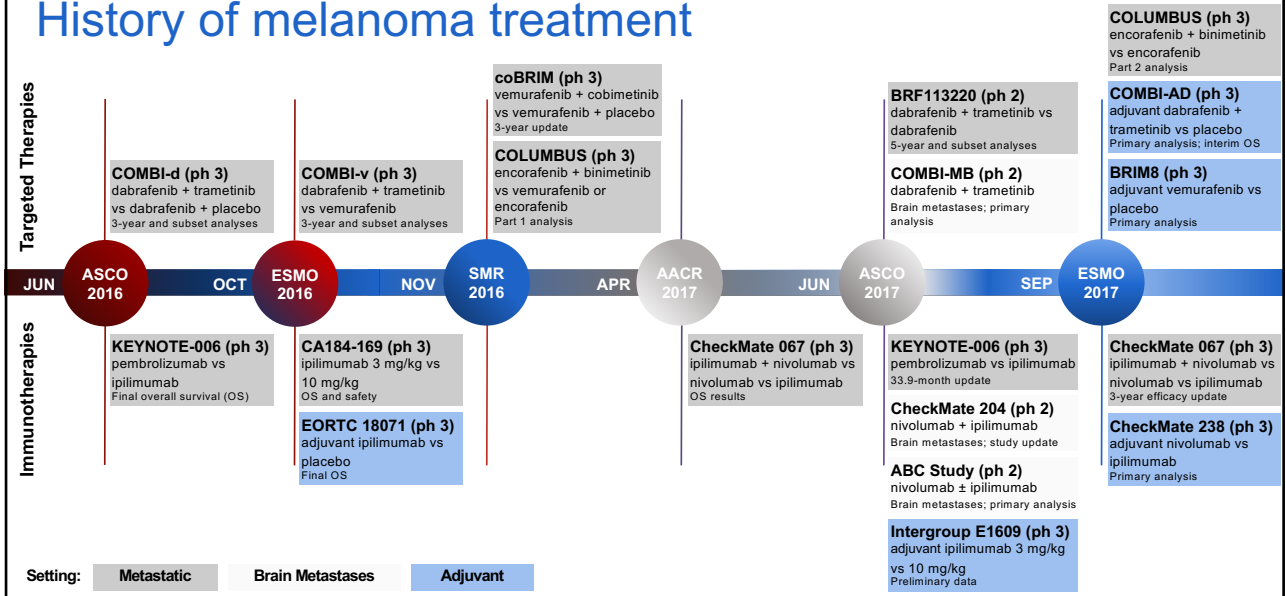 History of melanoma treatment
Targeted Therapies
COMBI-d (ph 3)
dabrafenib + trametinib
vs dabrafenib + placebo
3-year and subset analyses
COMBI-v (ph 3)
dabrafenib + trametinib
vs vemurafenib
3-year and subset analyses
coBRIM (ph 3)
vemurafenib + cobimetinib
vs vemurafenib + placebo
3-year update
COLUMBUS (ph 3)
encorafenib + binimetinib
vs vemurafenib or
encorafenib
Part 1 analysis
BRF113220 (ph 2)
dabrafenib + trametinib vs
dabrafenib
5-year and subset analyses
COMBI-MB (ph 2)
dabrafenib + trametinib
Brain metastases; primary
analysis
COLUMBUS (ph 3)
encorafenib + binimetinib
vs encorafenib
Part 2 analysis
COMBI-AD (ph 3)
adjuvant dabrafenib +
trametinib vs placebo
Primary analysis; interim OS
BRIM8 (ph 3)
adjuvant vemurafenib vs
placebo
Primary analysis
JUN
ASCO
2016
OCT
ESMO
2016
NOV
SMR
2016
APR
AACR
2017
JUN
ASCO
2017
SEP
ESMO
2017
Immunotherapies
KEYNOTE-006 (ph 3)
pembrolizumab vs
ipilimumab
Final overall survival (OS)
CA184-169 (ph 3)
ipilimumab 3 mg/kg vs
10 mg/kg
OS and safety
EORTC 18071 (ph 3)
adjuvant ipilimumab vs
placebo
Final OS
CheckMate 067 (ph 3)
ipilimumab + nivolumab vs
nivolumab vs ipilimumab
OS results
KEYNOTE-006 (ph 3)
pembrolizumab vs ipilimumab
33.9-month update
CheckMate 204 (ph 2)
nivolumab + ipilimumab
Brain metastases; study update
ABC Study (ph 2)
nivolumab ± ipilimumab
Brain metastases; primary analysis
Intergroup E1609 (ph 3)
adjuvant ipilimumab 3 mg/kg
vs 10 mg/kg
Preliminary data
CheckMate 067 (ph 3)
ipilimumab + nivolumab vs
nivolumab vs ipilimumab
3-year efficacy update
CheckMate 238 (ph 3)
adjuvant nivolumab vs
ipilimumab
Primary analysis
Setting:
Metastatic
Brain Metastases
Adjuvant